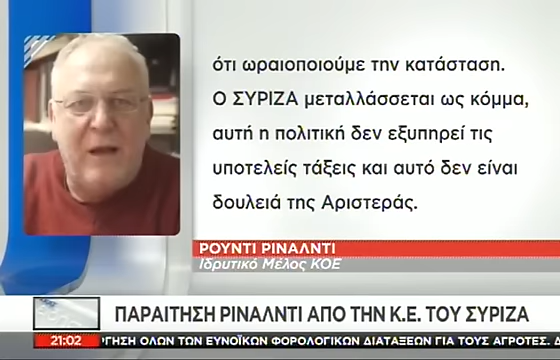 ότι ωραιοποιούμε την κατάσταση.
Ο ΣΥΡΙΖΑ μεταλλάσσεται ως κόμμα,
αυτή η πολιτική δεν εξυπηρεί τις
υποτελείς τάξεις και αυτό δεν είναι
δουλειά της Αριστεράς.
ΡΟΥΝΤΙ ΡΙΝΑΛΝΤΙ
Ιδρυτικό Μέλος ΚΟΕ
ΠΑΡΑΙΤΗΣΗ ΡΙΝΑΛΝΤΙ ΑΠΟ ΤΗΝ Κ.Ε. ΤΟΥ ΣΥΡΙΖΑ
21:02 ΡΓΗΣΗ ΟΛΩΝ ΤΩΝ ΕΥΝΟΪΚΩΝ ΦΟΡΟΛΟΓΙΚΩΝ ΔΙΑΤΑΞΕΩΝ ΓΙΑ ΤΟΥΣ ΑΓΡΟΤΕΣ.